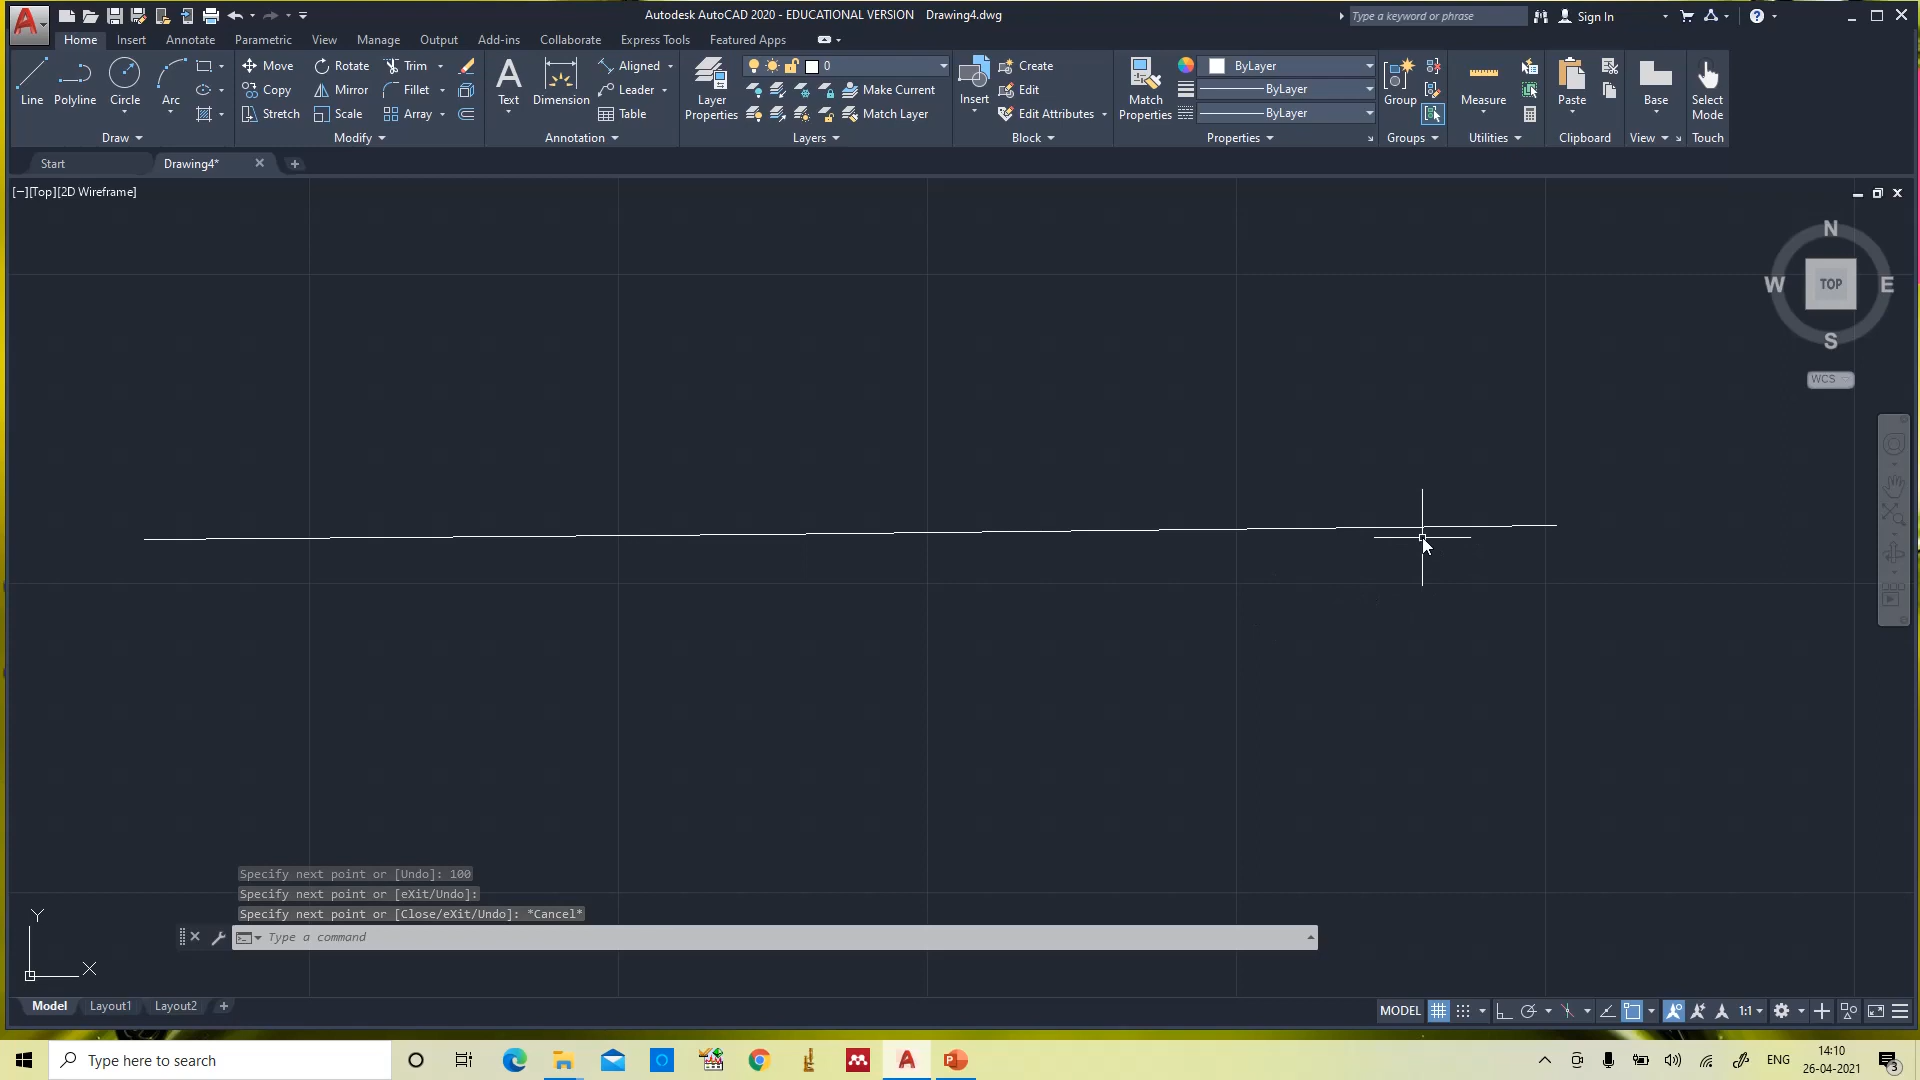 Autodesk AutoCAD 2020 - EDUCATIONAL VERSION Drawing4.dwg
Type a keyword or phrase
Sign In
Home Insert Annotate Parametric View Manage Output Add-ins Collaborate Express Tools Featured Apps
Line Polyline Circle Arc
Draw
Move Rotate Trim
Copy Mirror Fillet
Stretch Scale Array
Modify
Text Dimension
Aligned
Leader
Table
Annotation
Layer Properties
0
Make Current
Match Layer
Layers
Insert
Create
Edit
Edit Attributes
Block
Match Properties
ByLayer
ByLayer
ByLayer
Properties
Group
Groups
Measure
Utilities
Paste
Clipboard
Base
View
Select Mode
Touch
Start Drawing4*
[−][Top][2D Wireframe]
N
W TOP E
S
WCS
Specify next point or [Undo]: 100
Specify next point or [eXit/Undo]:
Specify next point or [Close/eXit/Undo]: *Cancel*
Type a command
Y
X
Model Layout1 Layout2
MODEL 1:1
Type here to search
ENG
14:10
26-04-2021
3